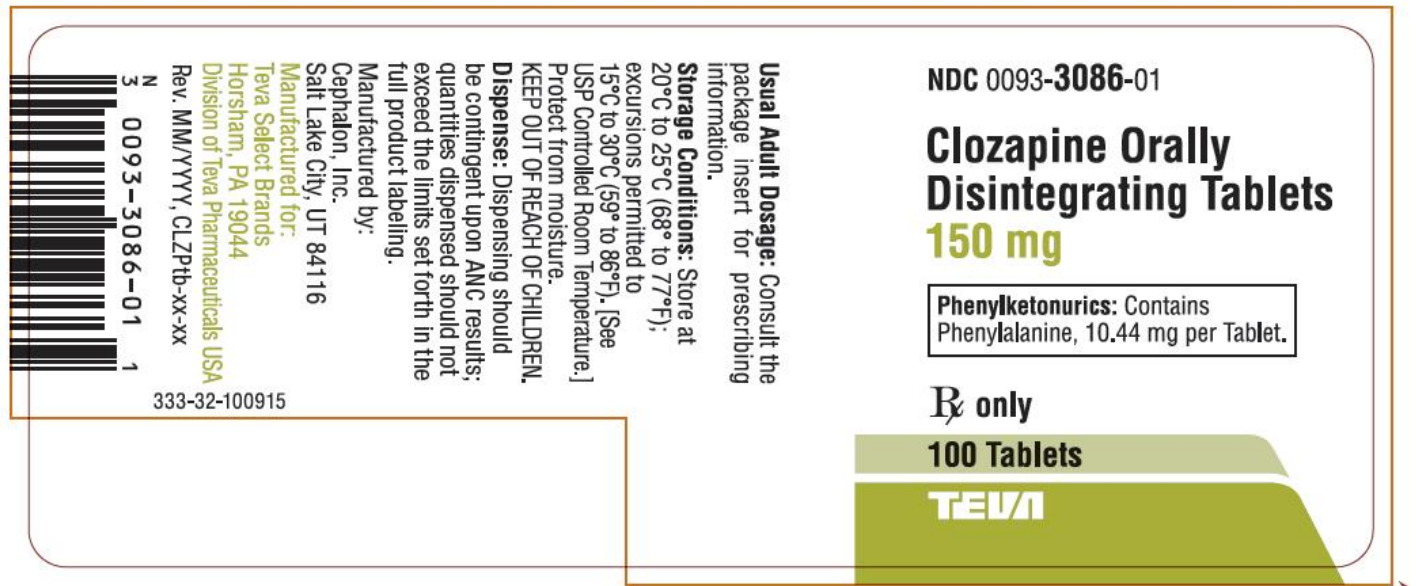 NDC 0093-3086-01
Clozapine Orally
Disintegrating Tablets
150 mg
Phenylketonurics: Contains
Phenylalanine, 10.44 mg per Tablet.
℞ only
100 Tablets
TEVA
Usual Adult Dosage: Consult the
package insert for prescribing
information.
Storage Conditions: Store at
20°C to 25°C (68° to 77°F);
excursions permitted to
15°C to 30°C (59° to 86°F). [See
USP Controlled Room Temperature.]
Protect from moisture.
KEEP OUT OF REACH OF CHILDREN.
Dispense: Dispensing should
be contingent upon ANC results;
quantities dispensed should not
exceed the limits set forth in the
full product labeling.
Manufactured by:
Cephalon, Inc.
Salt Lake City, UT 84116
Manufactured for:
Teva Select Brands
Horsham, PA 19044
Division of Teva Pharmaceuticals USA
Rev. MM/YYYY, CLZPtb-xx-xx
N
3 0093-3086-01 1
333-32-100915